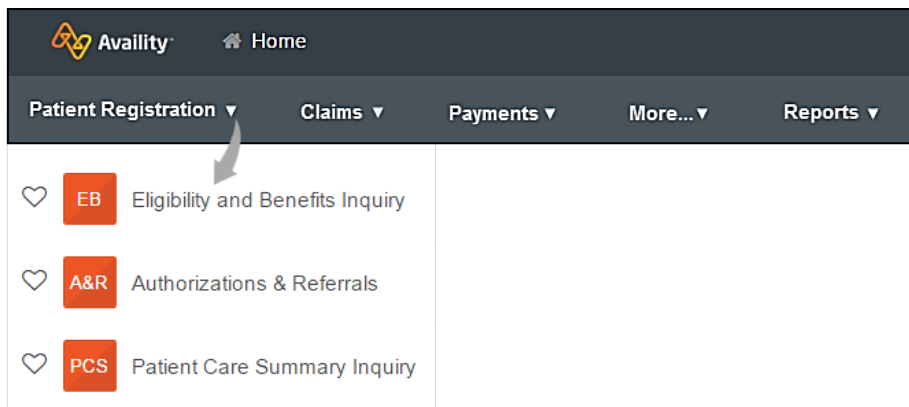 Availity Home
Patient Registration ▼ Claims ▼ Payments ▼ More... ▼ Reports ▼
EB Eligibility and Benefits Inquiry
A&R Authorizations & Referrals
PCS Patient Care Summary Inquiry